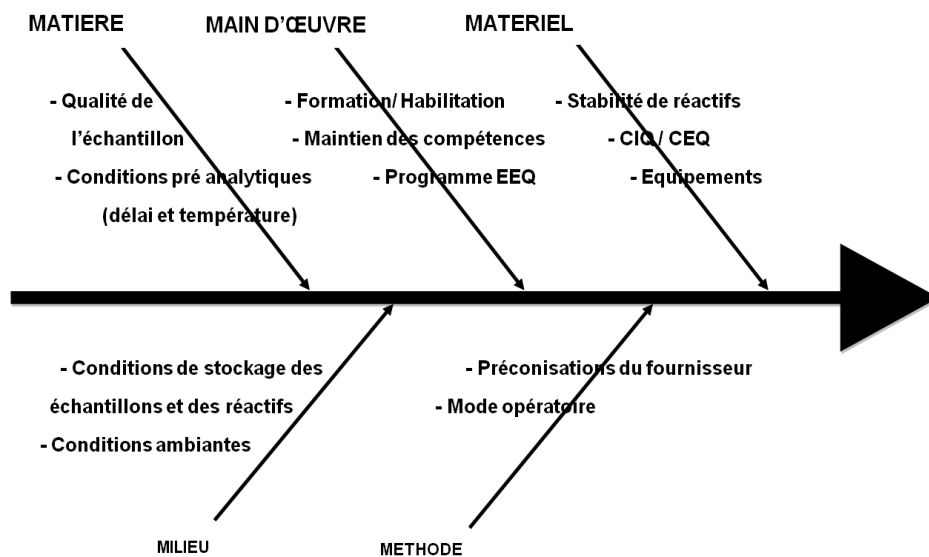 MATIERE
MAIN D'ŒUVRE
MATERIEL
- Qualité de
l'échantillon
- Conditions pré analytiques
(délai et température)
- Formation/ Habilitation
- Maintien des compétences
- Programme EEQ
- Stabilité de réactifs
- CIQ / CEQ
- Equipements
- Conditions de stockage des
échantillons et des réactifs
- Conditions ambiantes
- Préconisations du fournisseur
- Mode opératoire
MILIEU
METHODE